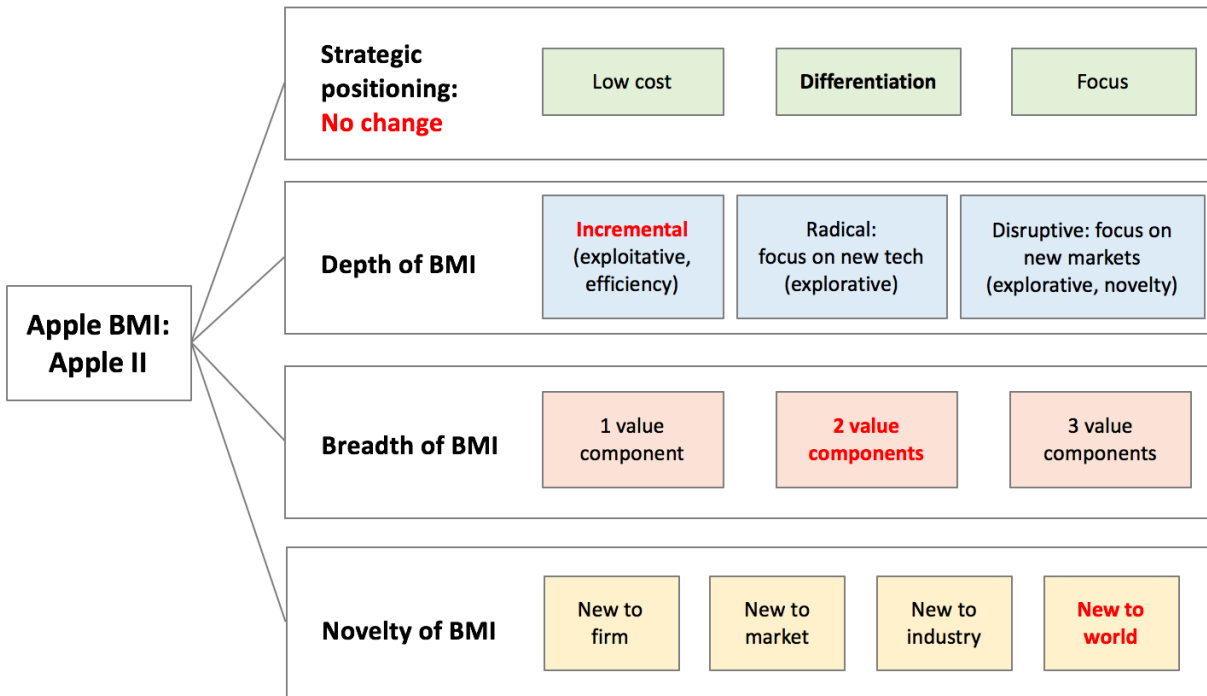 Apple BMI:
Apple II
Strategic
positioning:
No change
Low cost
Differentiation
Focus
Depth of BMI
Incremental
(exploitative,
efficiency)
Radical:
focus on new tech
(explorative)
Disruptive: focus on
new markets
(explorative, novelty)
Breadth of BMI
1 value
component
2 value
components
3 value
components
Novelty of BMI
New to
firm
New to
market
New to
industry
New to
world